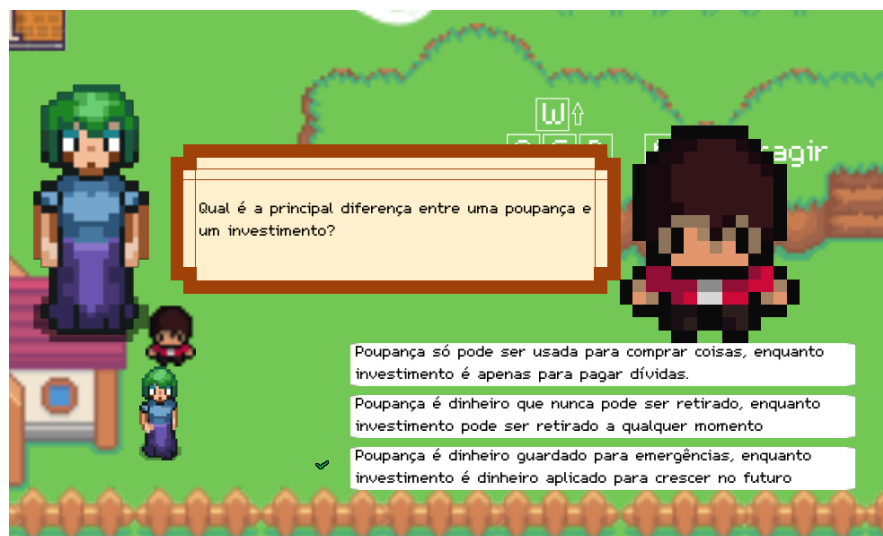 W
agir
Qual é a principal diferença entre uma poupança e
um investimento?
Poupança só pode ser usada para comprar coisas, enquanto
investimento é apenas para pagar dívidas.
Poupança é dinheiro que nunca pode ser retirado, enquanto
investimento pode ser retirado a qualquer momento
Poupança é dinheiro guardado para emergências, enquanto
investimento é dinheiro aplicado para crescer no futuro